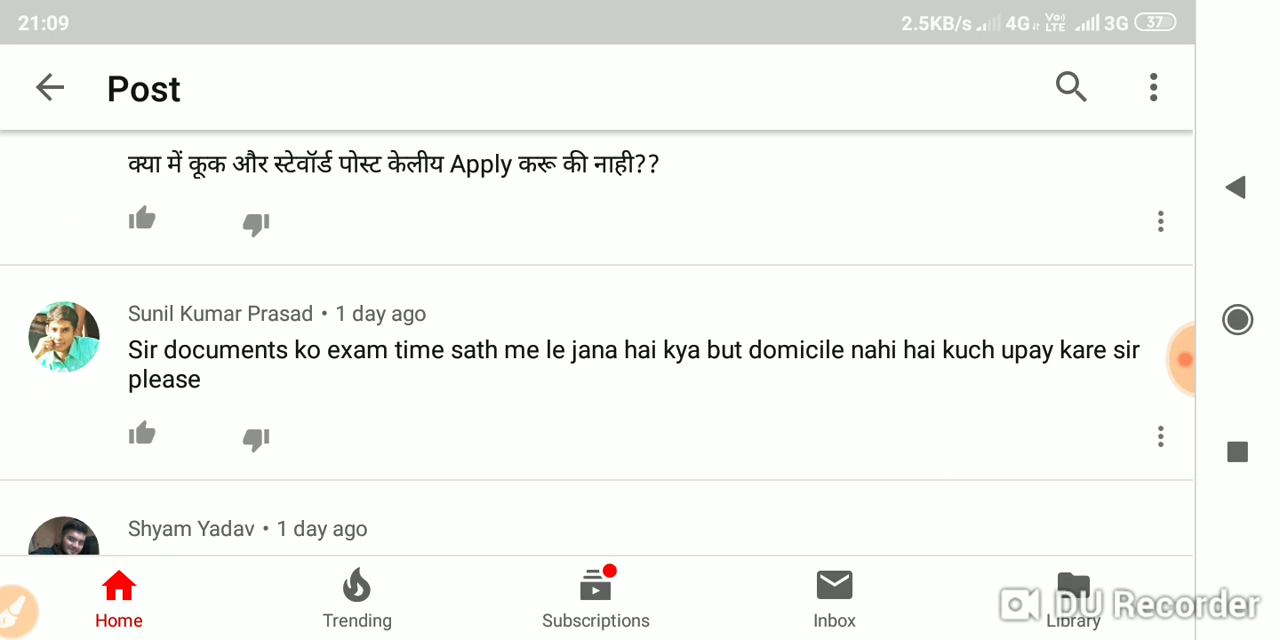 21:09 2.5KB/s 4G Vo) LTE 3G 37
Post
क्या में कूक और स्टेवॉर्ड पोस्ट केलीय Apply करू की नाही??
Sunil Kumar Prasad • 1 day ago
Sir documents ko exam time sath me le jana hai kya but domicile nahi hai kuch upay kare sir
please
Shyam Yadav • 1 day ago
Home Trending Subscriptions Inbox Library
DU Recorder